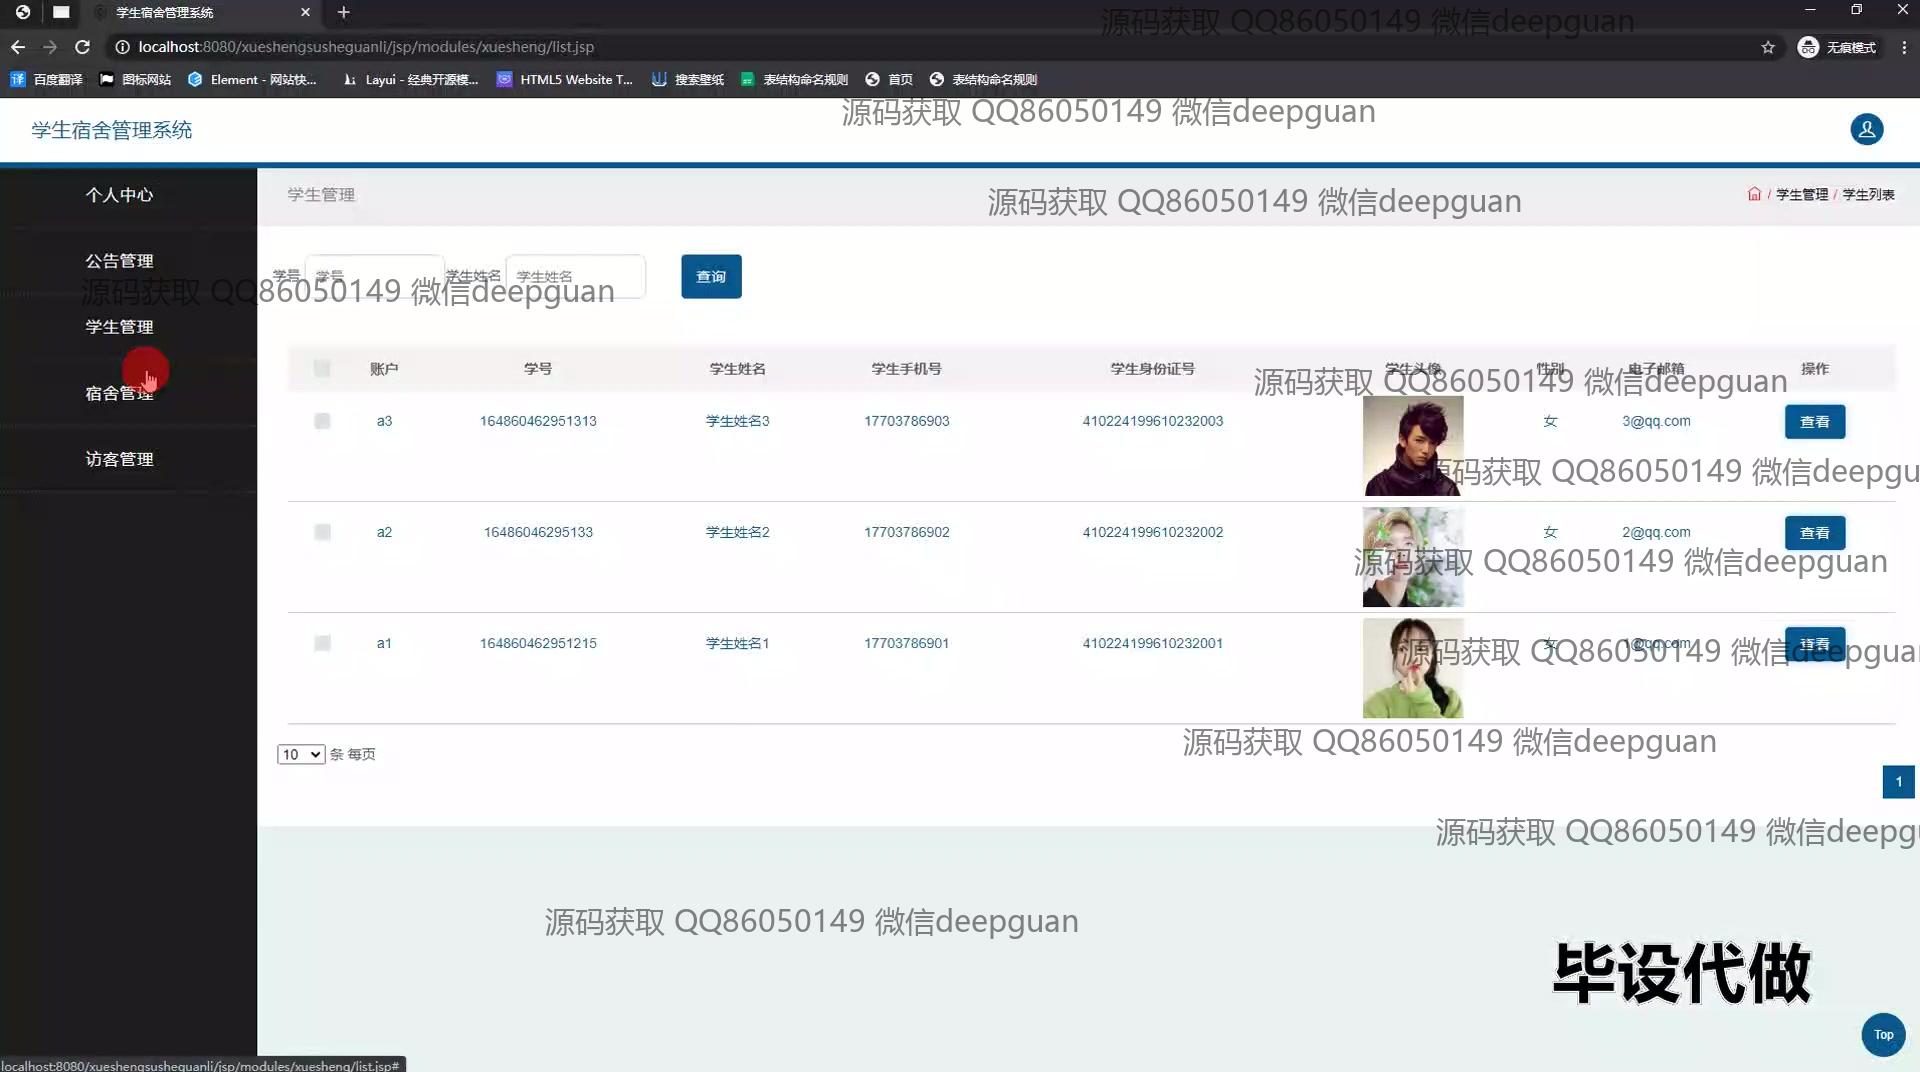 学生宿舍管理系统
源码获取 QQ86050149 微信deepguan
localhost:8080/xueshengsusheguanli/jsp/modules/xuesheng/list.jsp
无痕模式
百度翻译 图标网站 Element - 网站快... Layui - 经典开源模... HTML5 Website T... 搜索壁纸 表结构命名规则 首页 表结构命名规则
源码获取 QQ86050149 微信deepguan
学生宿舍管理系统
个人中心
公告管理
学生管理
宿舍管理
访客管理
学生管理
源码获取 QQ86050149 微信deepguan
/ 学生管理 / 学生列表
学号 学号 学生姓名 学生姓名 查询
源码获取 QQ86050149 微信deepguan
账户 学号 学生姓名 学生手机号 学生身份证号 学生头像 性别 电子邮箱 操作
源码获取 QQ86050149 微信deepguan
a3 164860462951313 学生姓名3 17703786903 410224199610232003 女 3@qq.com 查看
源码获取 QQ86050149 微信deepgu
a2 16486046295133 学生姓名2 17703786902 410224199610232002 女 2@qq.com 查看
源码获取 QQ86050149 微信deepguan
a1 164860462951215 学生姓名1 17703786901 410224199610232001 女 1@qq.com 查看
源码获取 QQ86050149 微信deepguan
源码获取 QQ86050149 微信deepguan
10 条 每页
1
源码获取 QQ86050149 微信deepg
源码获取 QQ86050149 微信deepguan
毕设代做
Top
localhost:8080/xueshengsusheguanli/jsp/modules/xuesheng/list.jsp#